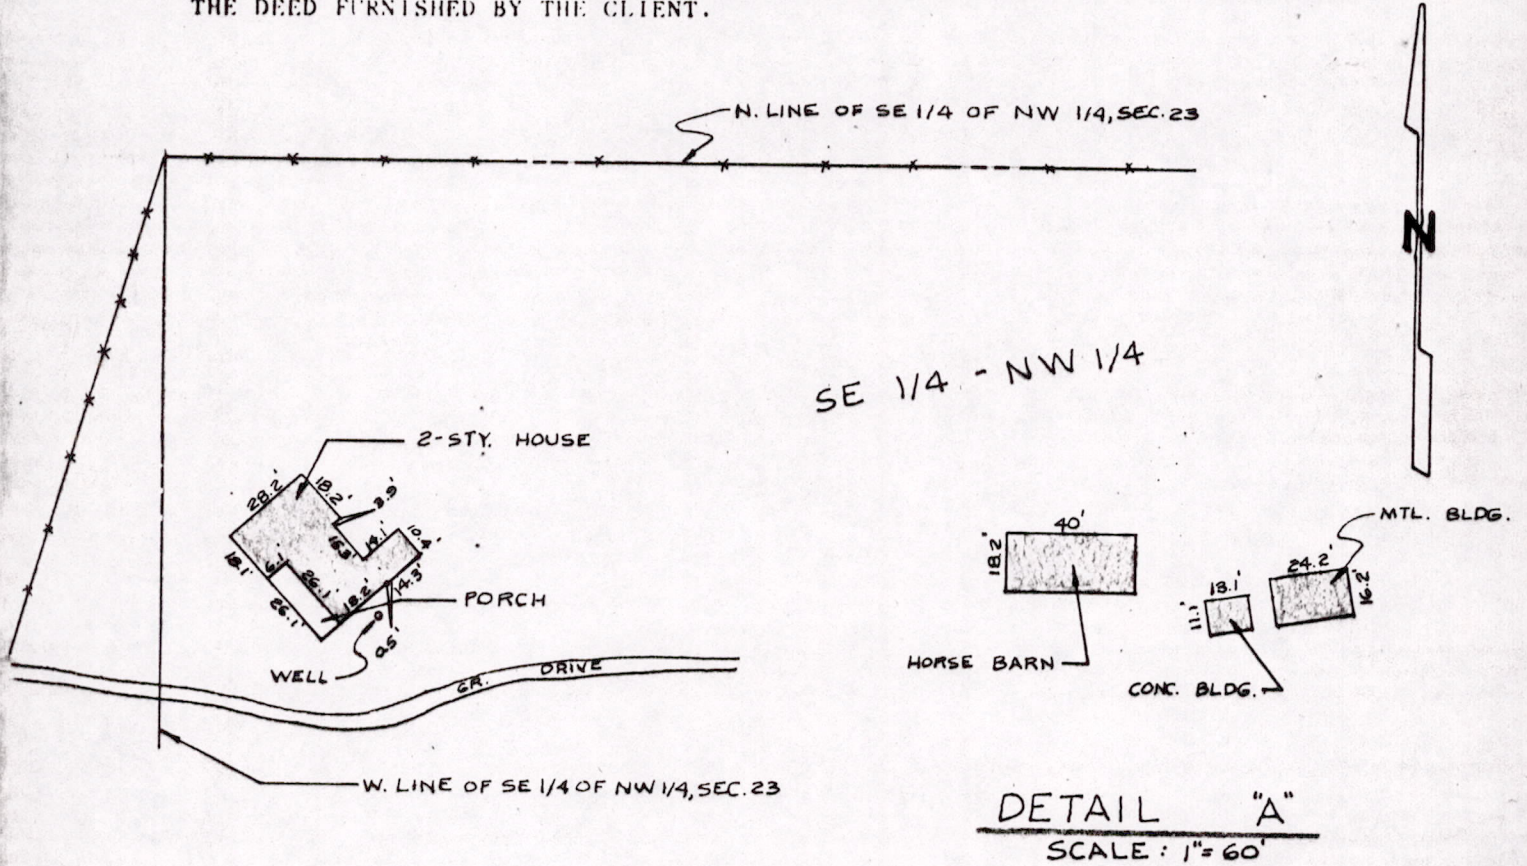 THE DEED FURNISHED BY THE CLIENT.
N. LINE OF SE 1/4 OF NW 1/4, SEC. 23
N
SE 1/4 - NW 1/4
2-STY. HOUSE
28.2'
18.2'
3.9'
16.3'
14.1'
10.4'
18.1'
26.1'
26.1'
18.2'
14.3'
0.5'
PORCH
WELL
GR. DRIVE
40'
18.2'
HORSE BARN
MTL. BLDG.
24.2'
16.2'
13.1'
11.1'
CONC. BLDG.
W. LINE OF SE 1/4 OF NW 1/4, SEC. 23
DETAIL "A"
SCALE: 1"= 60'